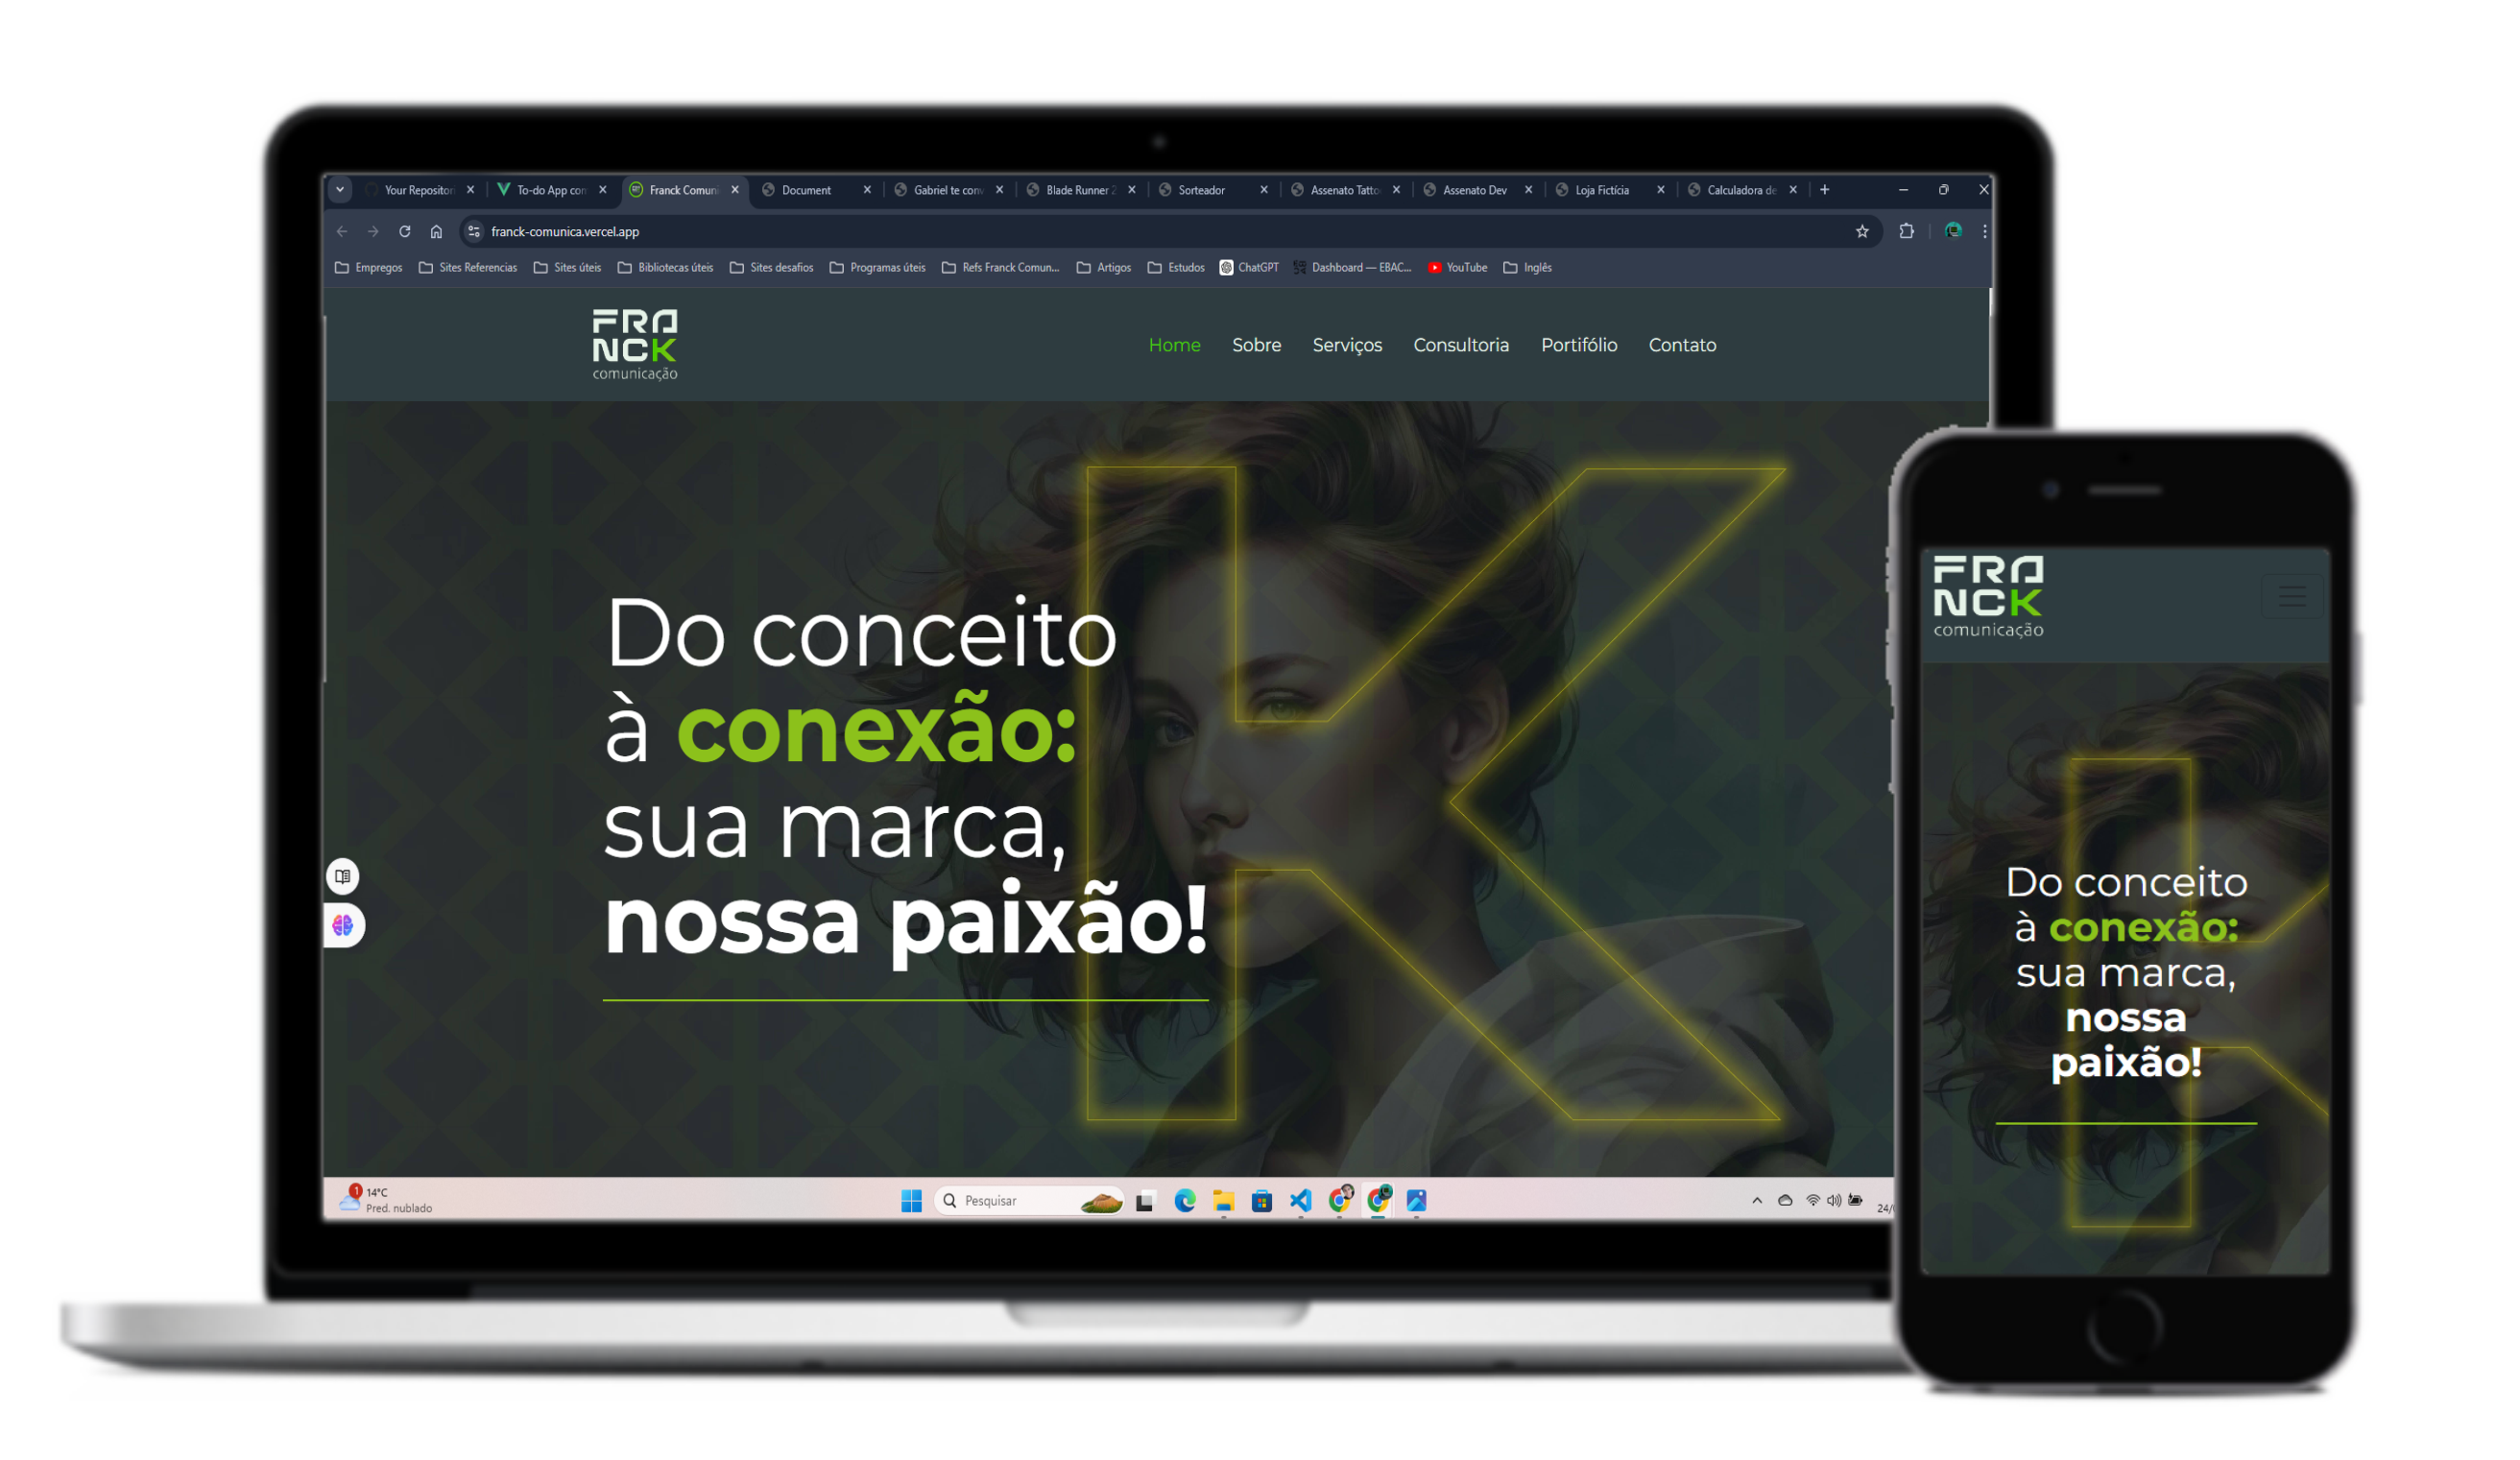 Your Repositori
To-do App con
Franck Comuni
Document
Gabriel te conv
Blade Runner 2
Sorteador
Assenato Tatto
Assenato Dev
Loja Fictícia
Calculadora de
franck-comunica.vercel.app
Empregos
Sites Referencias
Sites úteis
Bibliotecas úteis
Sites desafios
Programas úteis
Refs Franck Comun...
Artigos
Estudos
ChatGPT
Dashboard — EBAC...
YouTube
Inglês
FRA
NCK
comunicação
Home
Sobre
Serviços
Consultoria
Portifólio
Contato
Do conceito
à conexão:
sua marca,
nossa paixão!
1
14°C
Pred. nublado
Pesquisar
FRA
NCK
comunicação
Do conceito
à conexão:
sua marca,
nossa
paixão!